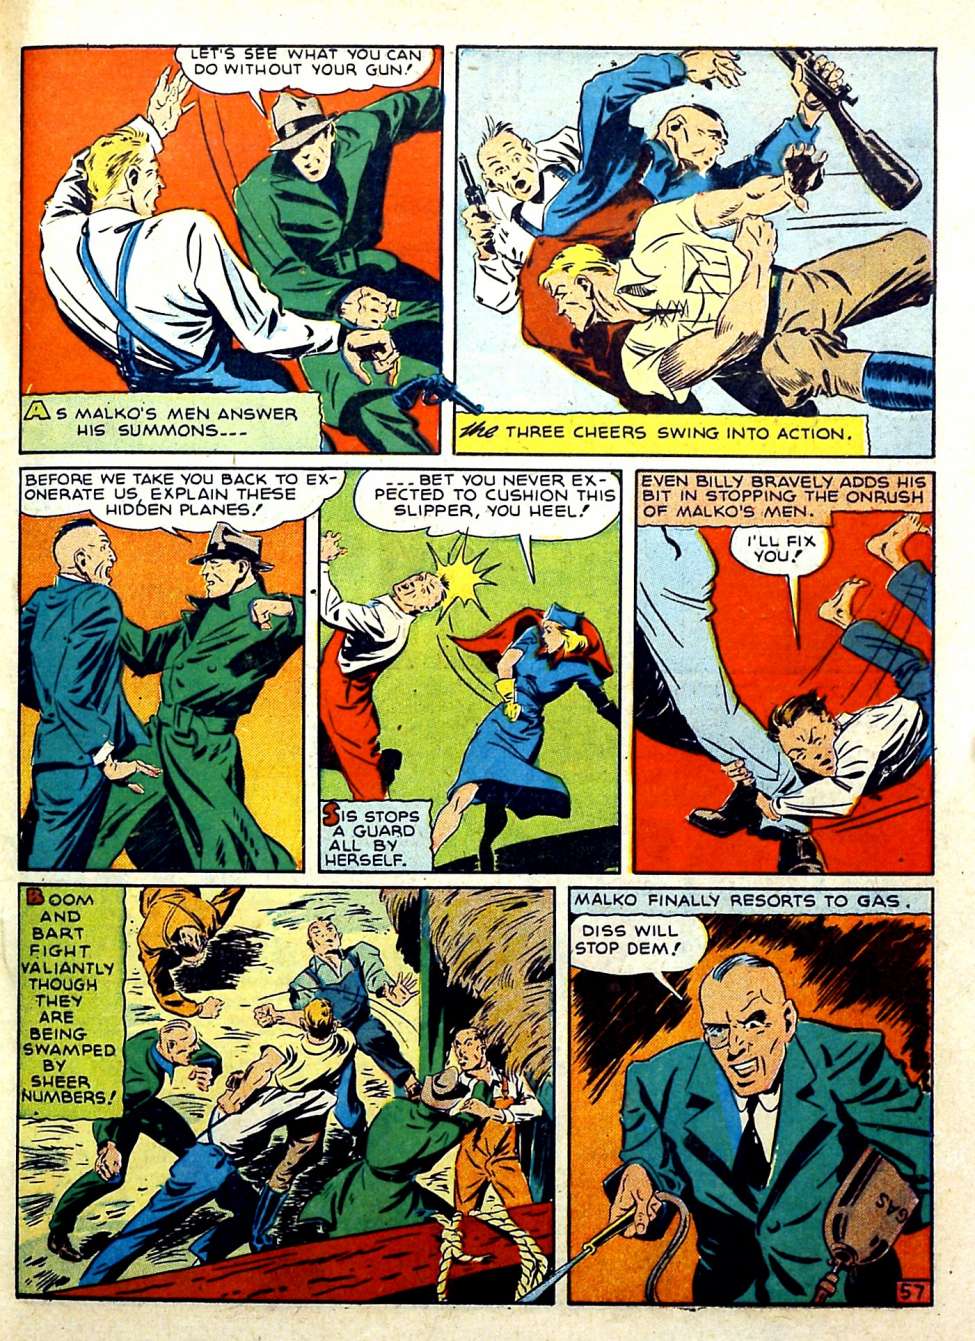 LET'S SEE WHAT YOU CAN
DO WITHOUT YOUR GUN!
AS MALKO'S MEN ANSWER
HIS SUMMONS---
the THREE CHEERS SWING INTO ACTION.
BEFORE WE TAKE YOU BACK TO EX-
ONERATE US, EXPLAIN THESE
HIDDEN PLANES!
---BET YOU NEVER EX-
PECTED TO CUSHION THIS
SLIPPER, YOU HEEL!
SIS STOPS
A GUARD
ALL BY
HERSELF.
EVEN BILLY BRAVELY ADDS HIS
BIT IN STOPPING THE ONRUSH
OF MALKO'S MEN.
I'LL FIX
YOU!
BOOM
AND
BART
FIGHT
VALIANTLY
THOUGH
THEY
ARE
BEING
SWAMPED
BY
SHEER
NUMBERS!
MALKO FINALLY RESORTS TO GAS.
DISS WILL
STOP DEM!
GAS
57